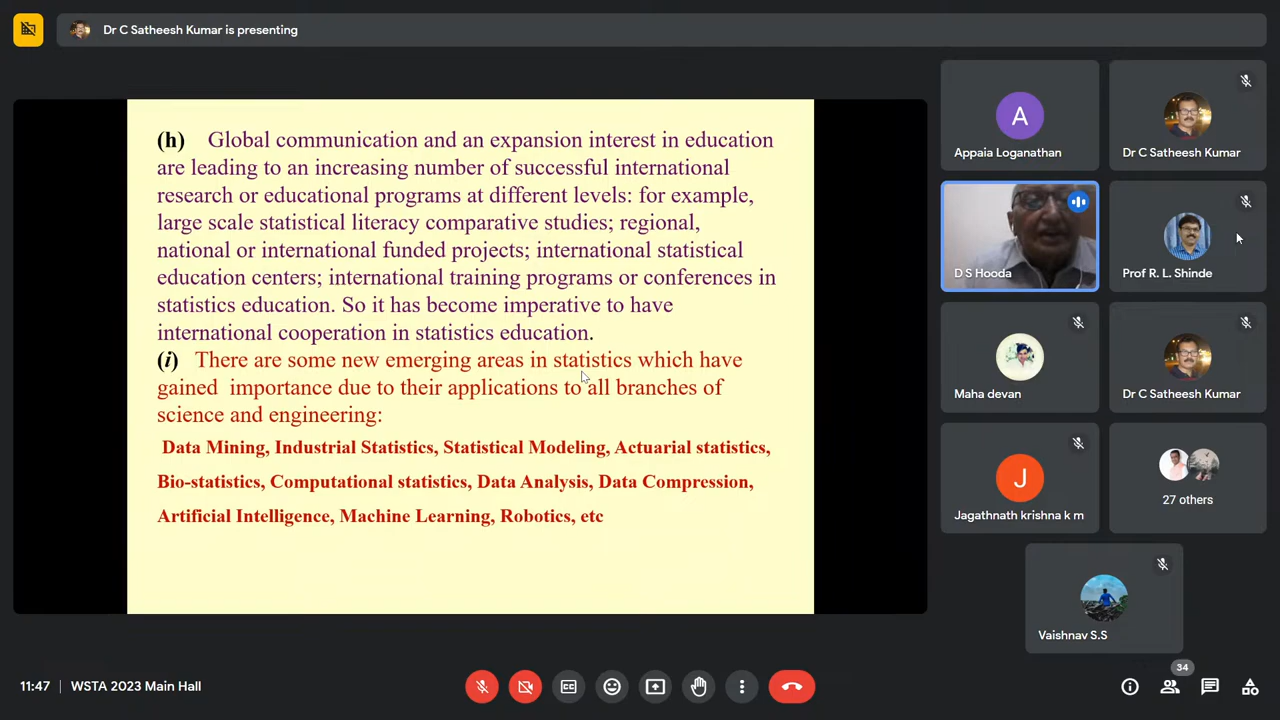 Dr C Satheesh Kumar is presenting
(h) Global communication and an expansion interest in education
are leading to an increasing number of successful international
research or educational programs at different levels: for example,
large scale statistical literacy comparative studies; regional,
national or international funded projects; international statistical
education centers; international training programs or conferences in
statistics education. So it has become imperative to have
international cooperation in statistics education.
(i) There are some new emerging areas in statistics which have
gained importance due to their applications to all branches of
science and engineering:
Data Mining, Industrial Statistics, Statistical Modeling, Actuarial statistics,
Bio-statistics, Computational statistics, Data Analysis, Data Compression,
Artificial Intelligence, Machine Learning, Robotics, etc
A
Appaia Loganathan
Dr C Satheesh Kumar
D S Hooda
Prof R. L. Shinde
Maha devan
Dr C Satheesh Kumar
J
Jagathnath krishna k m
27 others
Vaishnav S.S
11:47 | WSTA 2023 Main Hall
CC
34